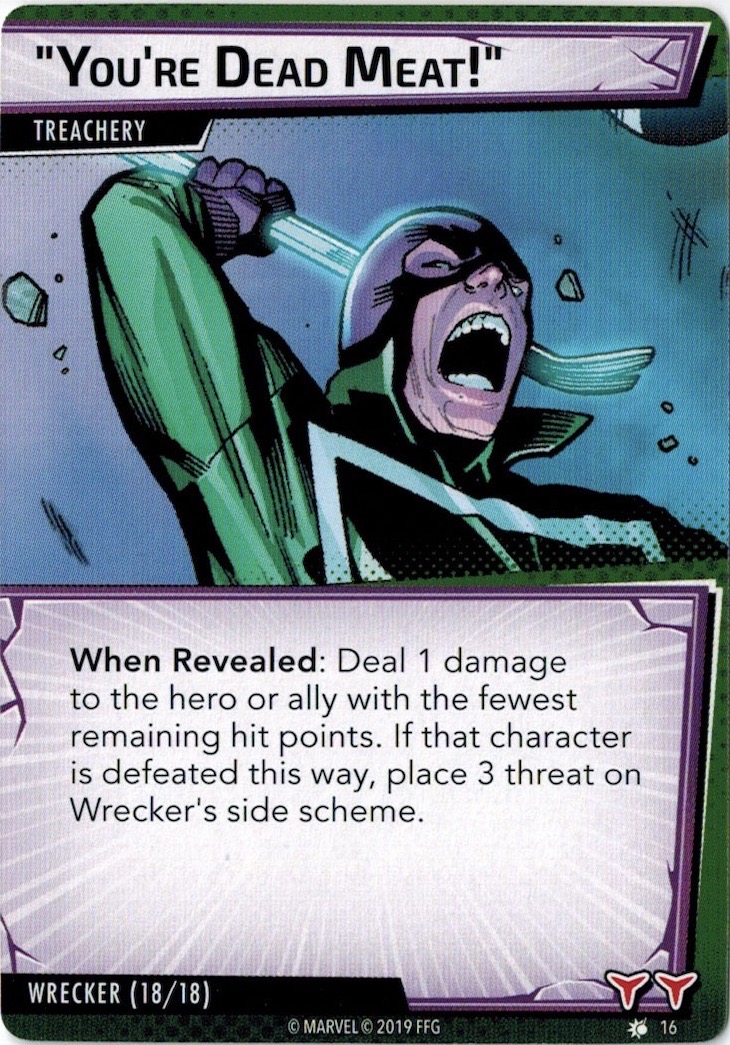 "You're Dead Meat!"
TREACHERY
When Revealed: Deal 1 damage
to the hero or ally with the fewest
remaining hit points. If that character
is defeated this way, place 3 threat on
Wrecker's side scheme.
WRECKER (18/18)
© MARVEL © 2019 FFG
16